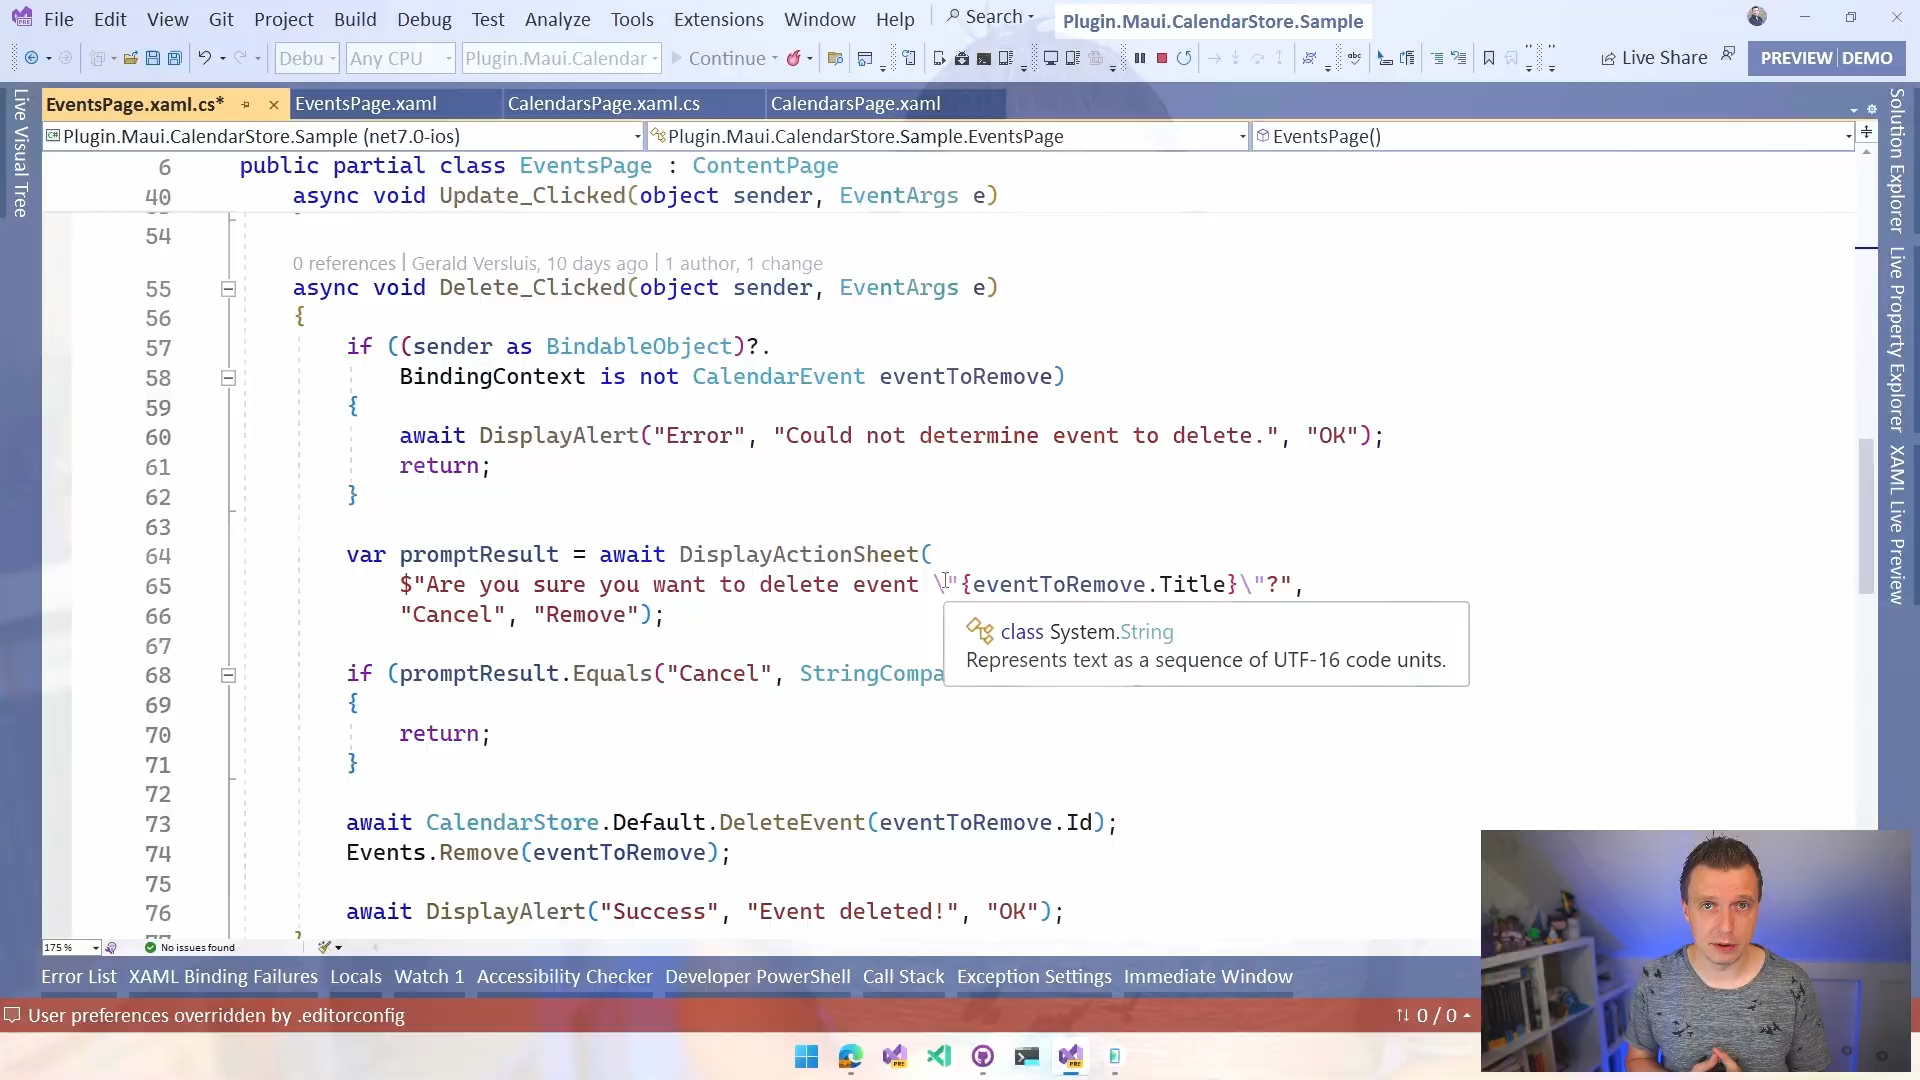 File Edit View Git Project Build Debug Test Analyze Tools Extensions Window Help Search Plugin.Maui.CalendarStore.Sample
Debu Any CPU Plugin.Maui.Calendar Continue Live Share PREVIEW DEMO
EventsPage.xaml.cs* EventsPage.xaml CalendarsPage.xaml.cs CalendarsPage.xaml
Plugin.Maui.CalendarStore.Sample (net7.0-ios) Plugin.Maui.CalendarStore.Sample.EventsPage EventsPage()
Live Visual Tree
Solution Explorer
Live Property Explorer
XAML Live Preview
6 public partial class EventsPage : ContentPage
40 async void Update_Clicked(object sender, EventArgs e)
54
0 references | Gerald Versluis, 10 days ago | 1 author, 1 change
55 async void Delete_Clicked(object sender, EventArgs e)
56 {
57 if ((sender as BindableObject)?.
58 BindingContext is not CalendarEvent eventToRemove)
59 {
60 await DisplayAlert("Error", "Could not determine event to delete.", "OK");
61 return;
62 }
63
64 var promptResult = await DisplayActionSheet(
65 $"Are you sure you want to delete event \"{eventToRemove.Title}\"?",
66 "Cancel", "Remove");
67
class System.String
Represents text as a sequence of UTF-16 code units.
68 if (promptResult.Equals("Cancel", StringCompa
69 {
70 return;
71 }
72
73 await CalendarStore.Default.DeleteEvent(eventToRemove.Id);
74 Events.Remove(eventToRemove);
75
76 await DisplayAlert("Success", "Event deleted!", "OK");
175 % No issues found
Error List XAML Binding Failures Locals Watch 1 Accessibility Checker Developer PowerShell Call Stack Exception Settings Immediate Window
User preferences overridden by .editorconfig 0 / 0